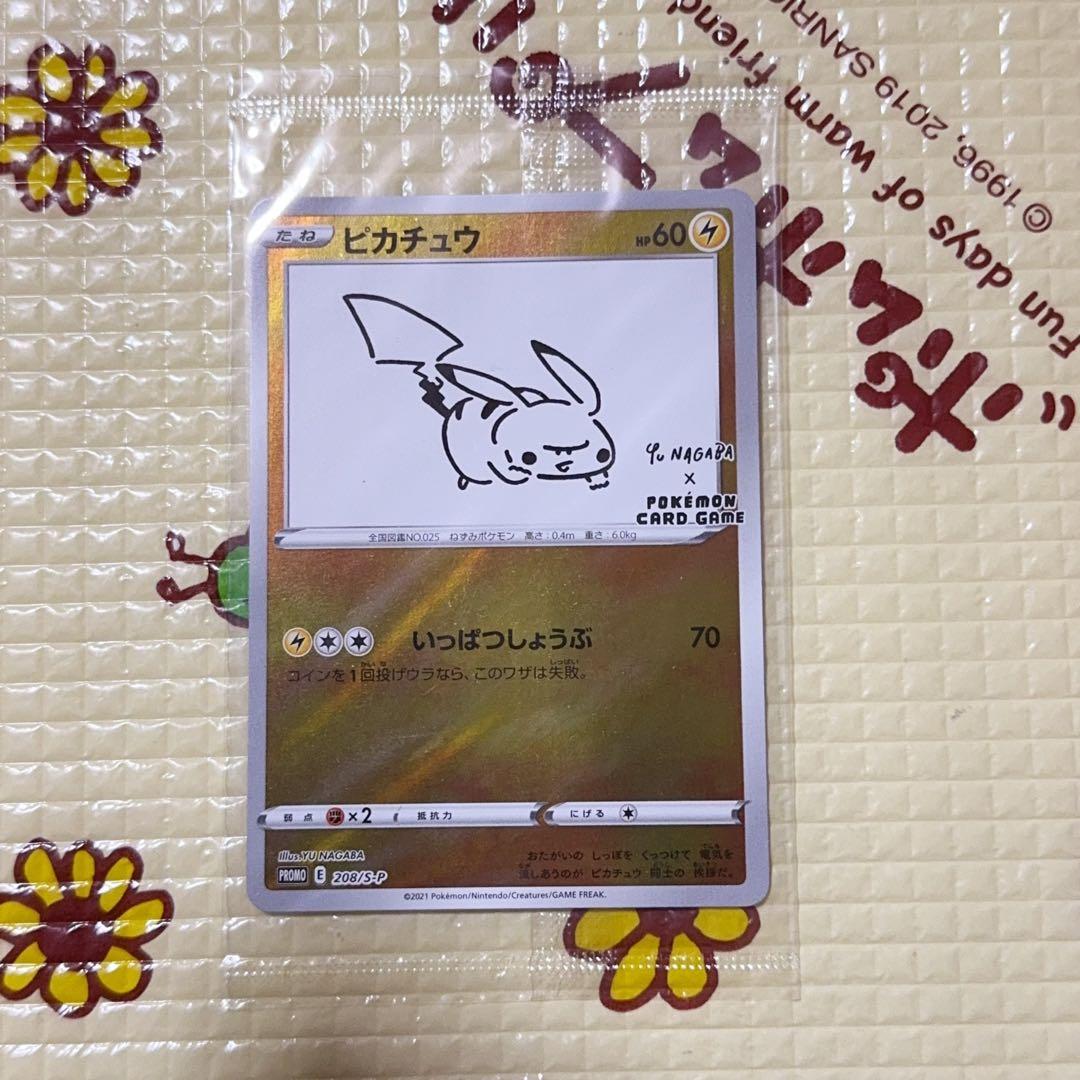 たね ピカチュウ HP60
Yu NAGABA
×
POKÉMON
CARD GAME
全国図鑑NO.025 ねずみポケモン 高さ:0.4m 重さ:6.0kg
いっぱつしょうぶ 70
コインを1回投げウラなら、このワザは失敗。
弱点 ×2 抵抗力 にげる
Illus.YU NAGABA
PROMO E 208/S-P
おたがいの しっぽを くっつけて 電気を
流しあうのが ピカチュウ 同士の 挨拶だ。
©2021 Pokémon/Nintendo/Creatures/GAME FREAK.
fun days of warm friend
©1996, 2019 SANRIO